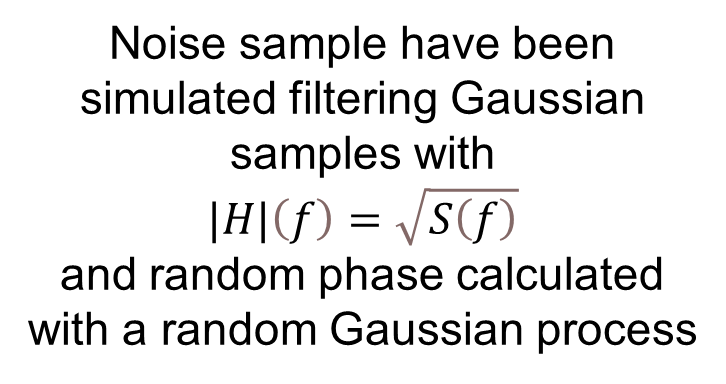 Noise sample have been
simulated filtering Gaussian
samples with
|H|(f) = √S(f)
and random phase calculated
with a random Gaussian process